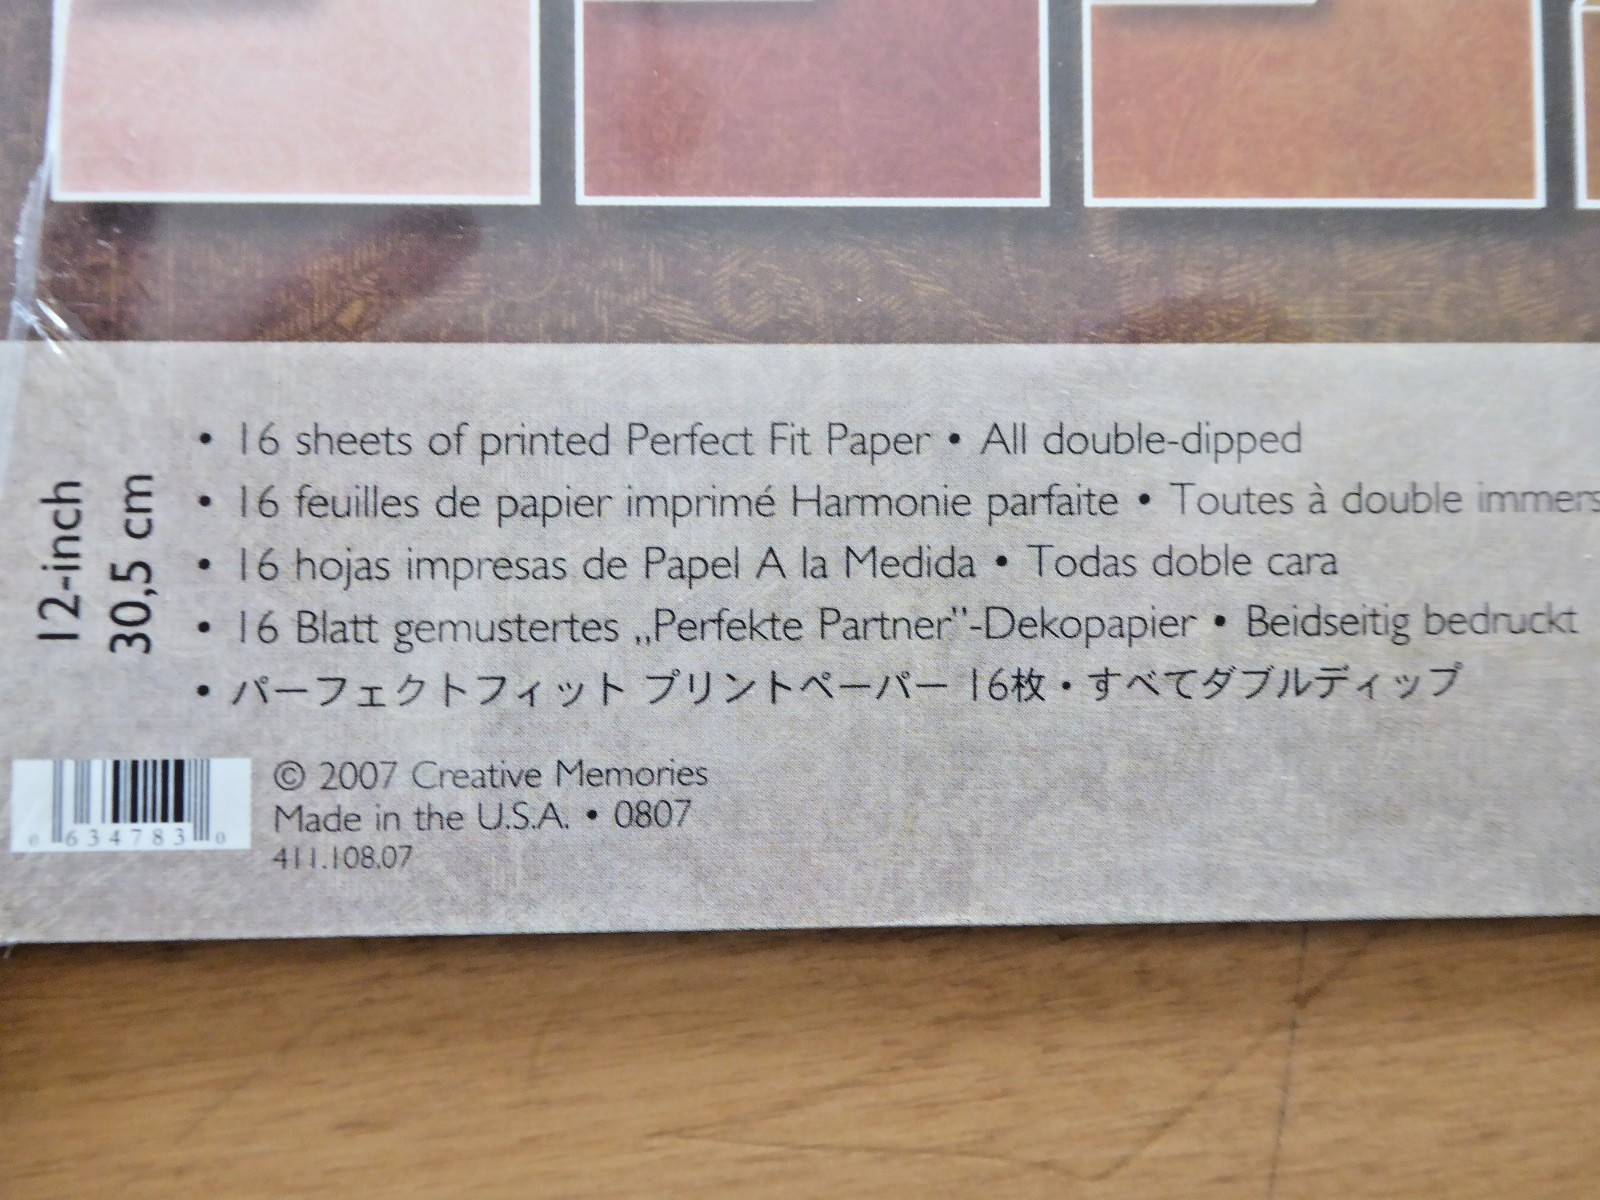 12-inch
30,5 cm
• 16 sheets of printed Perfect Fit Paper • All double-dipped
• 16 feuilles de papier imprimé Harmonie parfaite • Toutes à double immers
• 16 hojas impresas de Papel A la Medida • Todas doble cara
• 16 Blatt gemustertes „Perfekte Partner”-Dekopapier • Beidseitig bedruckt
• パーフェクトフィット プリントペーパー 16枚・すべてダブルディップ
0 634783 0
© 2007 Creative Memories
Made in the U.S.A. • 0807
411.108.07